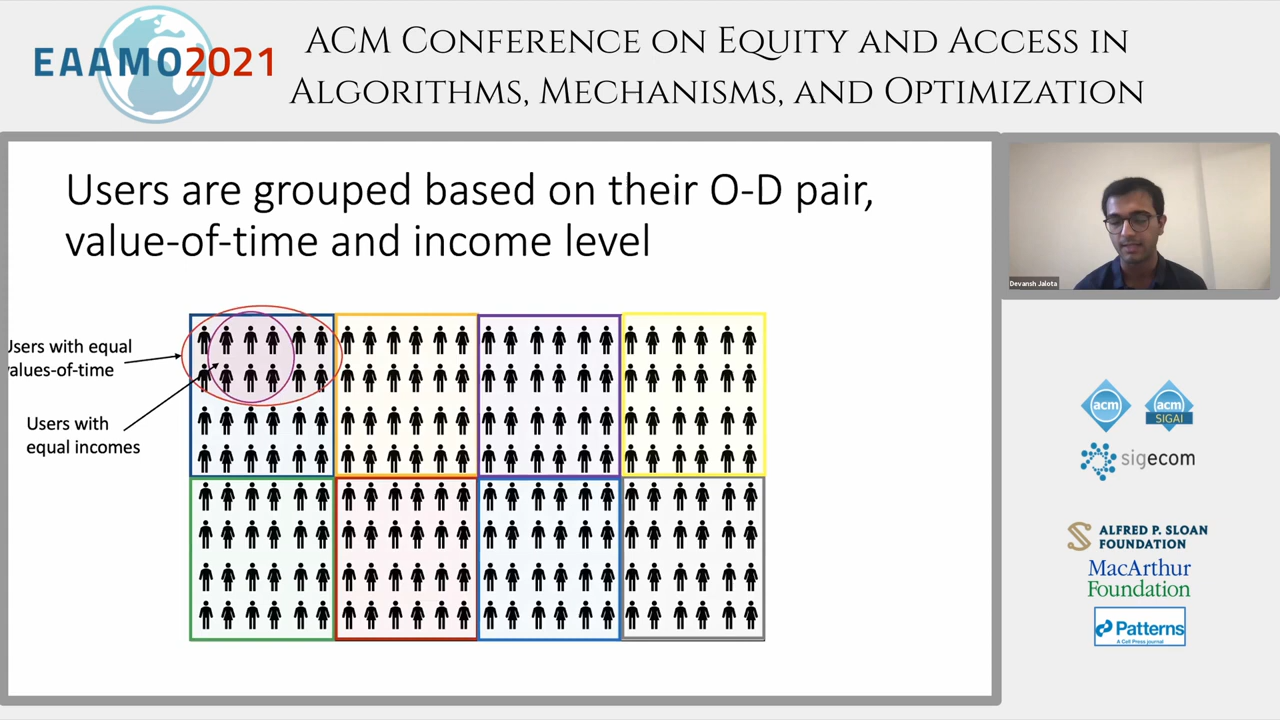 EAAMO2021
ACM Conference on Equity and Access in
Algorithms, Mechanisms, and Optimization
Users are grouped based on their O-D pair,
value-of-time and income level
Users with equal
values-of-time
Users with
equal incomes
Devansh Jalota
acm
acm
SIGAI
sigecom
ALFRED P. SLOAN
FOUNDATION
MacArthur
Foundation
Patterns
A Cell Press journal